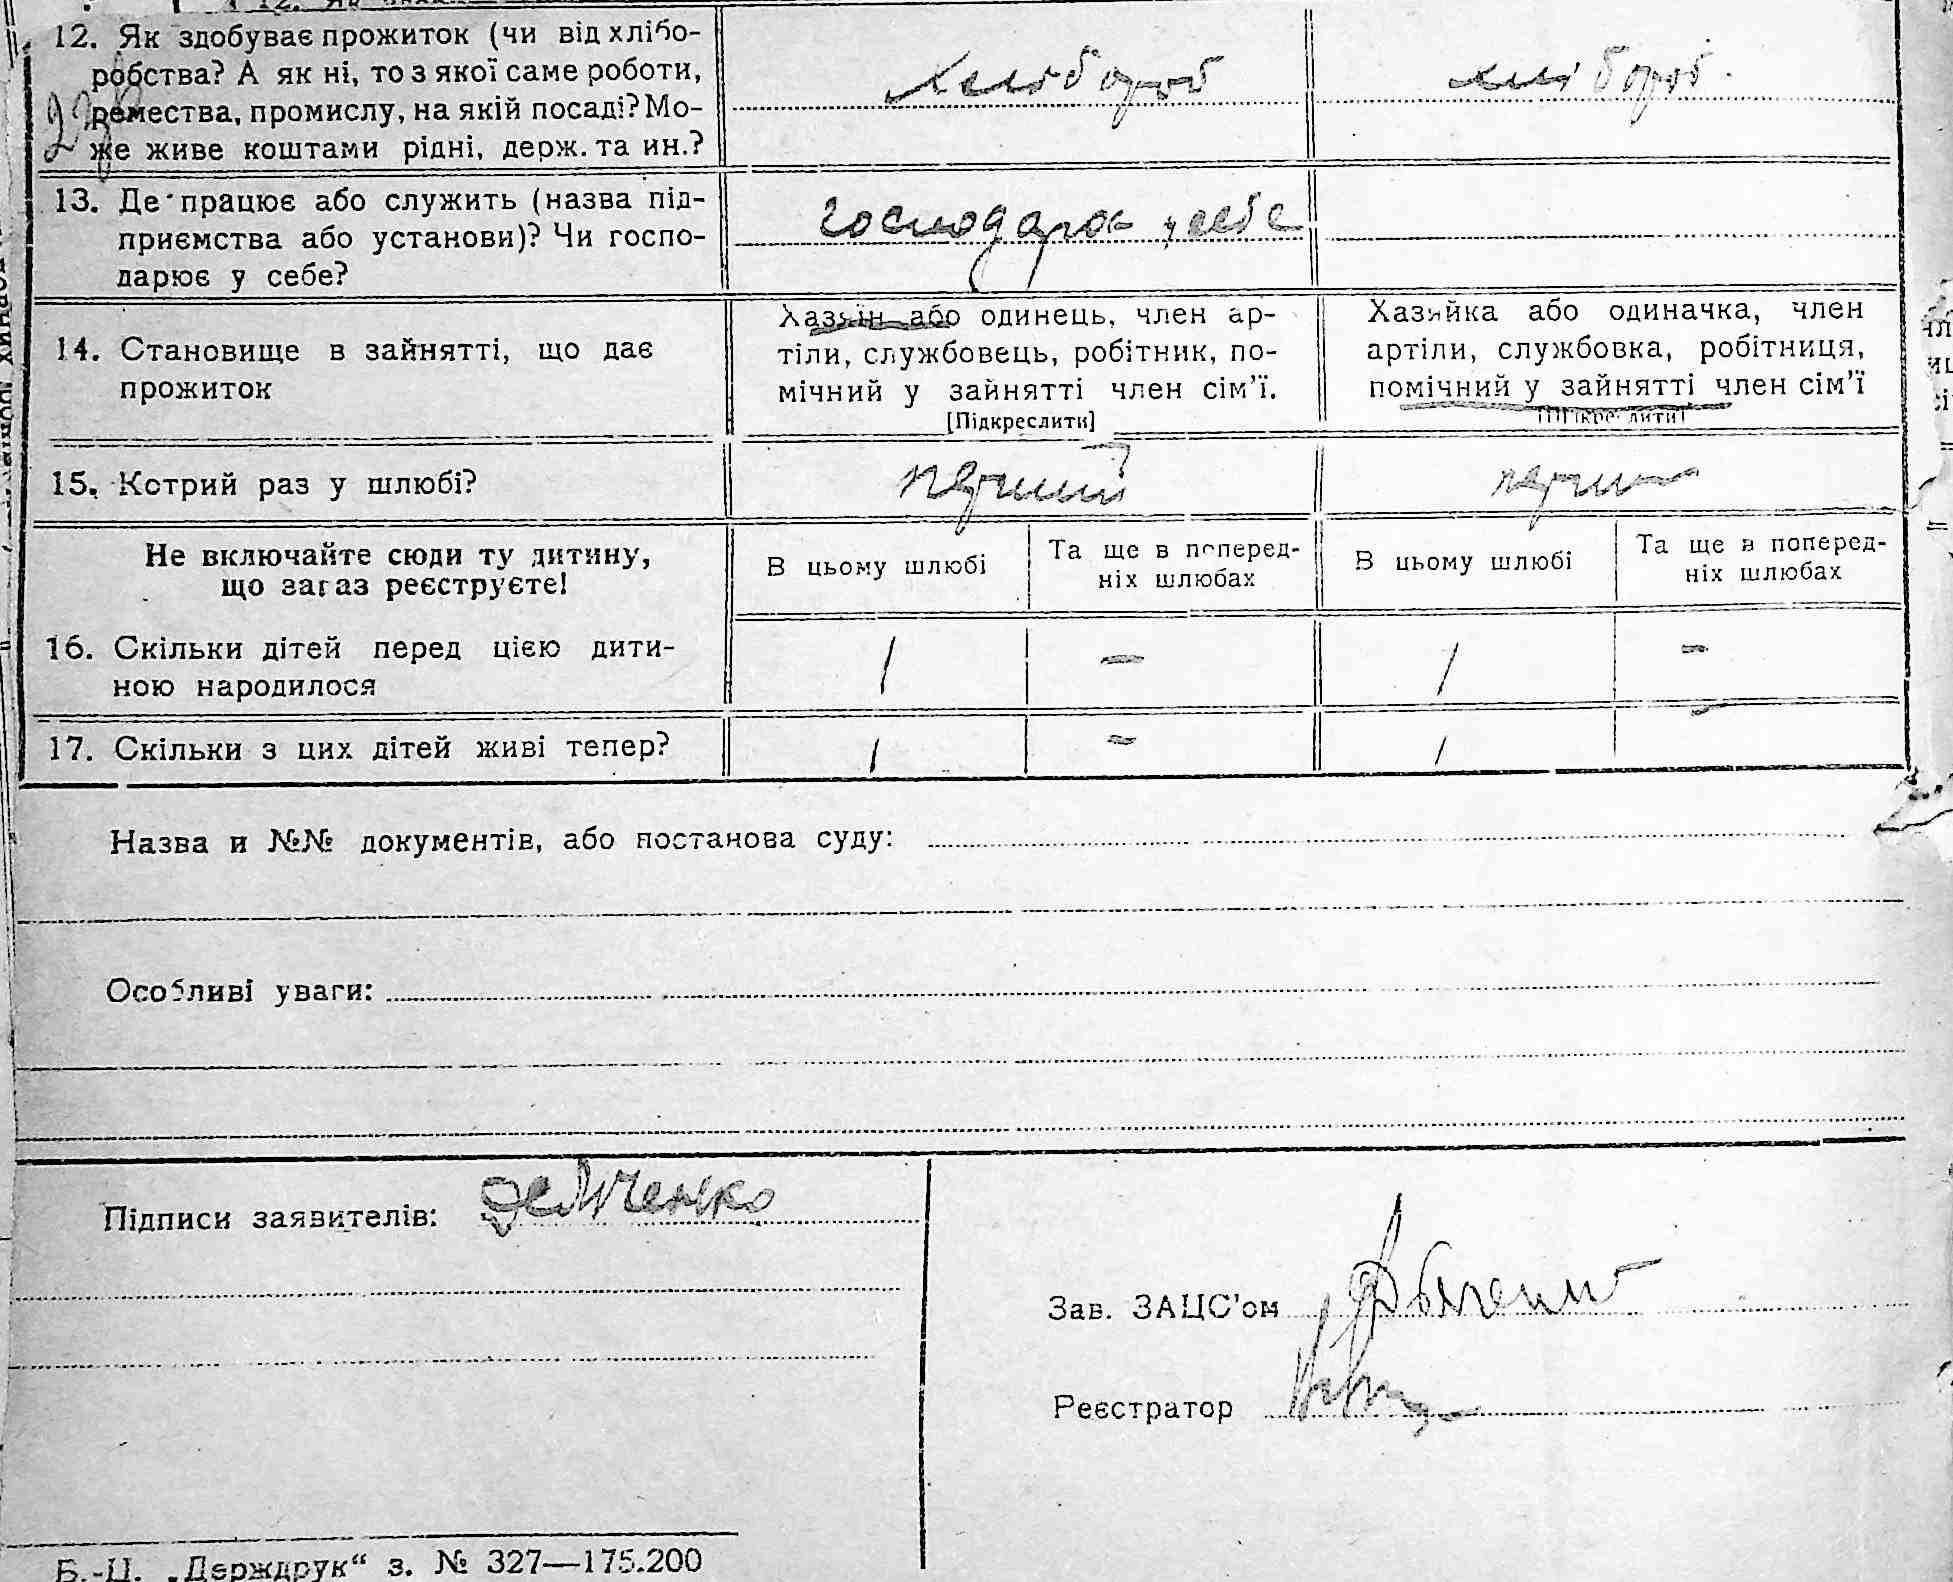 12. Як здобуває прожиток (чи від хлібо-
робства? А як ні, то з якої саме роботи,
ремества, промислу, на якій посаді? Мо-
же живе коштами рідні, держ. та ин.?
хлібороб
хлібороб
13. Де працює або служить (назва під-
приємства або установи)? Чи госпо-
дарює у себе?
господарює у себе
14. Становище в зайнятті, що дає
прожиток
Хазяїн або одинець, член ар-
тіли, службовець, робітник, по-
мічний у зайнятті член сім'ї.
[Підкреслити]
Хазяйка або одиначка, член
артіли, службовка, робітниця,
помічний у зайнятті член сім'ї
[Підкреслити]
15. Котрий раз у шлюбі?
перший
перший
Не включайте сюди ту дитину,
що зараз реєструєте!
В цьому шлюбі
Та ще в поперед-
ніх шлюбах
В цьому шлюбі
Та ще в поперед-
ніх шлюбах
16. Скільки дітей перед цією дити-
ною народилося
1 - 1 -
17. Скільки з цих дітей живі тепер?
1 - 1 -
Назва и №№ документів, або постанова суду:
Особливі уваги:
Підписи заявителів: Демченко
Зав. ЗАЦС'ом
Реєстратор
Б.-Ц. „Держдрук“ з. № 327—175.200